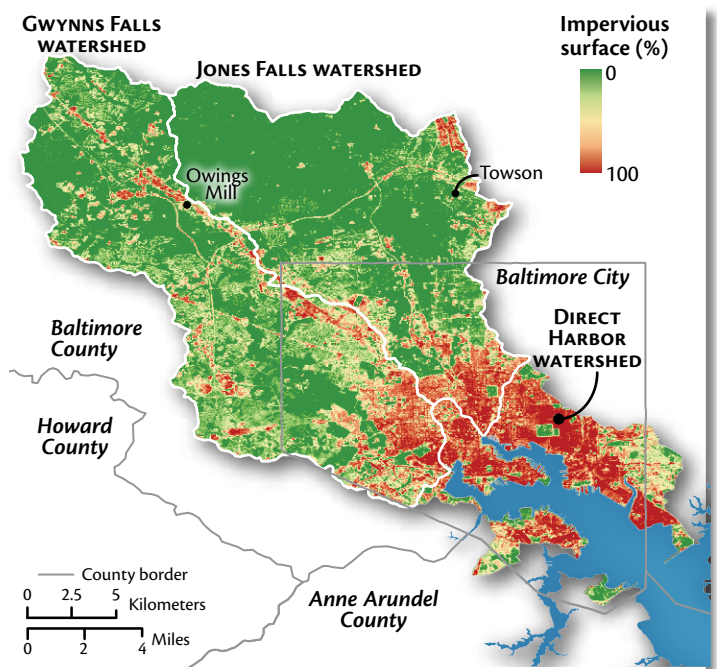 GWYNNS FALLS
WATERSHED
JONES FALLS WATERSHED
Impervious
surface (%)
0
100
Owings
Mill
Towson
Baltimore City
DIRECT
HARBOR
WATERSHED
Baltimore
County
Howard
County
Anne Arundel
County
County border
0 2.5 5
Kilometers
0 2 4
Miles